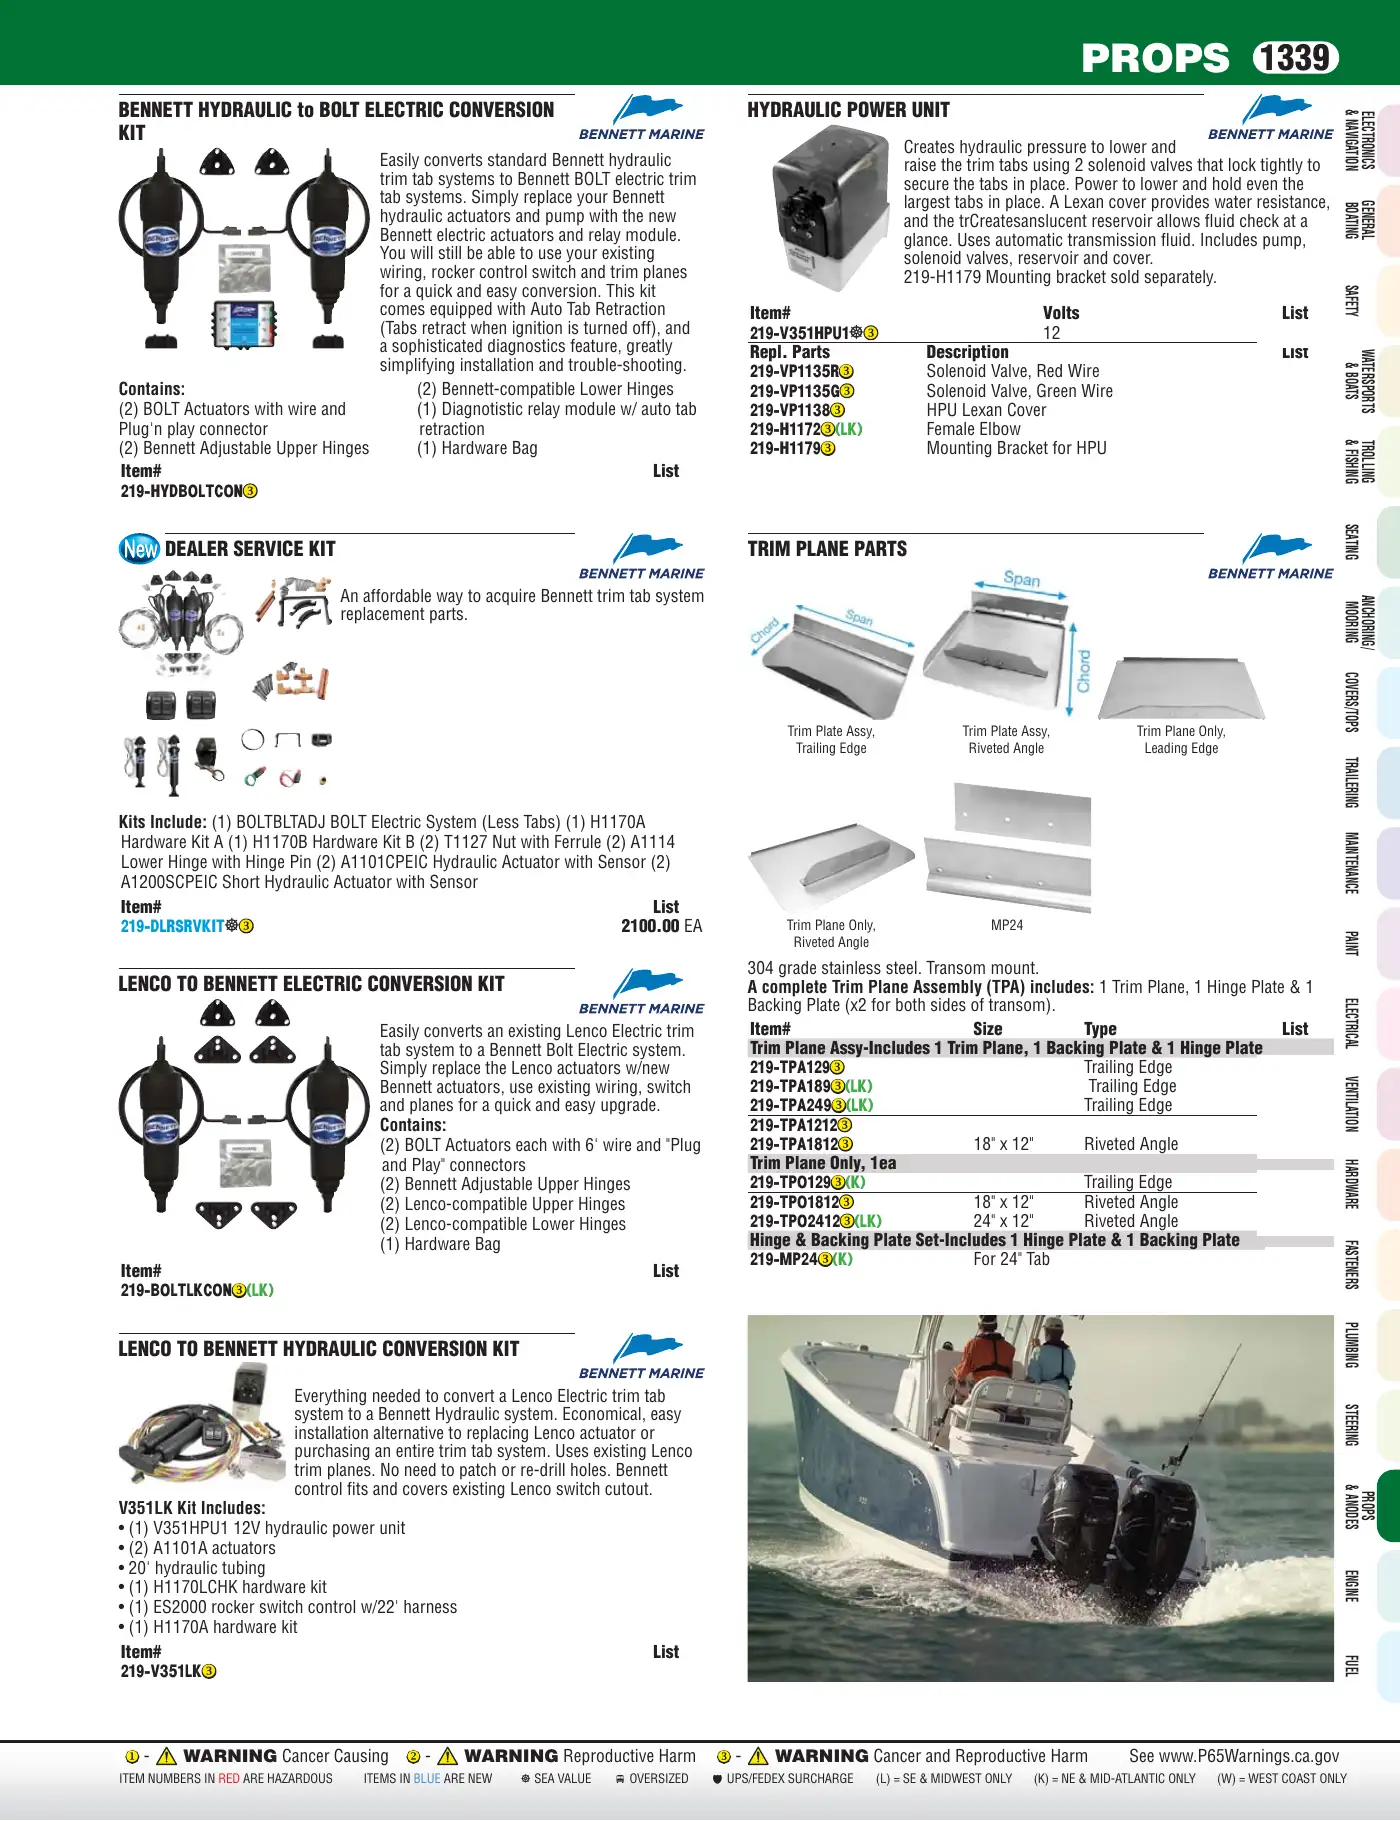 PROPS 1339
BENNETT HYDRAULIC to BOLT ELECTRIC CONVERSION
KIT
BENNETT MARINE
Easily converts standard Bennett hydraulic
trim tab systems to Bennett BOLT electric trim
tab systems. Simply replace your Bennett
hydraulic actuators and pump with the new
Bennett electric actuators and relay module.
You will still be able to use your existing
wiring, rocker control switch and trim planes
for a quick and easy conversion. This kit
comes equipped with Auto Tab Retraction
(Tabs retract when ignition is turned off), and
a sophisticated diagnostics feature, greatly
simplifying installation and trouble-shooting.
Contains:
(2) BOLT Actuators with wire and
Plug'n play connector
(2) Bennett Adjustable Upper Hinges
(2) Bennett-compatible Lower Hinges
(1) Diagnotistic relay module w/ auto tab
retraction
(1) Hardware Bag
Item# List
219-HYDBOLTCON3
New DEALER SERVICE KIT
BENNETT MARINE
An affordable way to acquire Bennett trim tab system
replacement parts.
Kits Include: (1) BOLTBLTADJ BOLT Electric System (Less Tabs) (1) H1170A
Hardware Kit A (1) H1170B Hardware Kit B (2) T1127 Nut with Ferrule (2) A1114
Lower Hinge with Hinge Pin (2) A1101CPEIC Hydraulic Actuator with Sensor (2)
A1200SCPEIC Short Hydraulic Actuator with Sensor
Item# List
219-DLRSRVKIT☸3 2100.00 EA
LENCO TO BENNETT ELECTRIC CONVERSION KIT
BENNETT MARINE
Easily converts an existing Lenco Electric trim
tab system to a Bennett Bolt Electric system.
Simply replace the Lenco actuators w/new
Bennett actuators, use existing wiring, switch
and planes for a quick and easy upgrade.
Contains:
(2) BOLT Actuators each with 6' wire and "Plug
and Play" connectors
(2) Bennett Adjustable Upper Hinges
(2) Lenco-compatible Upper Hinges
(2) Lenco-compatible Lower Hinges
(1) Hardware Bag
Item# List
219-BOLTLKCON3(LK)
LENCO TO BENNETT HYDRAULIC CONVERSION KIT
BENNETT MARINE
Everything needed to convert a Lenco Electric trim tab
system to a Bennett Hydraulic system. Economical, easy
installation alternative to replacing Lenco actuator or
purchasing an entire trim tab system. Uses existing Lenco
trim planes. No need to patch or re-drill holes. Bennett
control fits and covers existing Lenco switch cutout.
V351LK Kit Includes:
• (1) V351HPU1 12V hydraulic power unit
• (2) A1101A actuators
• 20' hydraulic tubing
• (1) H1170LCHK hardware kit
• (1) ES2000 rocker switch control w/22' harness
• (1) H1170A hardware kit
Item# List
219-V351LK3
HYDRAULIC POWER UNIT
BENNETT MARINE
Creates hydraulic pressure to lower and
raise the trim tabs using 2 solenoid valves that lock tightly to
secure the tabs in place. Power to lower and hold even the
largest tabs in place. A Lexan cover provides water resistance,
and the trCreatesanslucent reservoir allows fluid check at a
glance. Uses automatic transmission fluid. Includes pump,
solenoid valves, reservoir and cover.
219-H1179 Mounting bracket sold separately.
Item# Volts List
219-V351HPU1☸3 12
Repl. Parts Description List
219-VP1135R3 Solenoid Valve, Red Wire
219-VP1135G3 Solenoid Valve, Green Wire
219-VP11383 HPU Lexan Cover
219-H11723(LK) Female Elbow
219-H11793 Mounting Bracket for HPU
TRIM PLANE PARTS
BENNETT MARINE
Chord Span
Span Chord
Trim Plate Assy,
Trailing Edge
Trim Plate Assy,
Riveted Angle
Trim Plane Only,
Leading Edge
Trim Plane Only,
Riveted Angle
MP24
304 grade stainless steel. Transom mount.
A complete Trim Plane Assembly (TPA) includes: 1 Trim Plane, 1 Hinge Plate & 1
Backing Plate (x2 for both sides of transom).
Item# Size Type List
Trim Plane Assy-Includes 1 Trim Plane, 1 Backing Plate & 1 Hinge Plate
219-TPA1293 Trailing Edge
219-TPA1893(LK) Trailing Edge
219-TPA2493(LK) Trailing Edge
219-TPA12123
219-TPA18123 18" x 12" Riveted Angle
Trim Plane Only, 1ea
219-TPO1293(K) Trailing Edge
219-TPO18123 18" x 12" Riveted Angle
219-TPO24123(LK) 24" x 12" Riveted Angle
Hinge & Backing Plate Set-Includes 1 Hinge Plate & 1 Backing Plate
219-MP243(K) For 24" Tab
ELECTRONICS
& NAVIGATION
GENERAL
BOATING
SAFETY
WATERSPORTS
& BOATS
TROLLING
& FISHING
SEATING
ANCHORING/
MOORING
COVERS/TOPS
TRAILERING
MAINTENANCE
PAINT
ELECTRICAL
VENTILATION
HARDWARE
FASTENERS
PLUMBING
STEERING
PROPS
& ANODES
ENGINE
FUEL
1 - WARNING Cancer Causing 2 - WARNING Reproductive Harm 3 - WARNING Cancer and Reproductive Harm See www.P65Warnings.ca.gov
ITEM NUMBERS IN RED ARE HAZARDOUS ITEMS IN BLUE ARE NEW ☸ SEA VALUE OVERSIZED UPS/FEDEX SURCHARGE (L) = SE & MIDWEST ONLY (K) = NE & MID-ATLANTIC ONLY (W) = WEST COAST ONLY